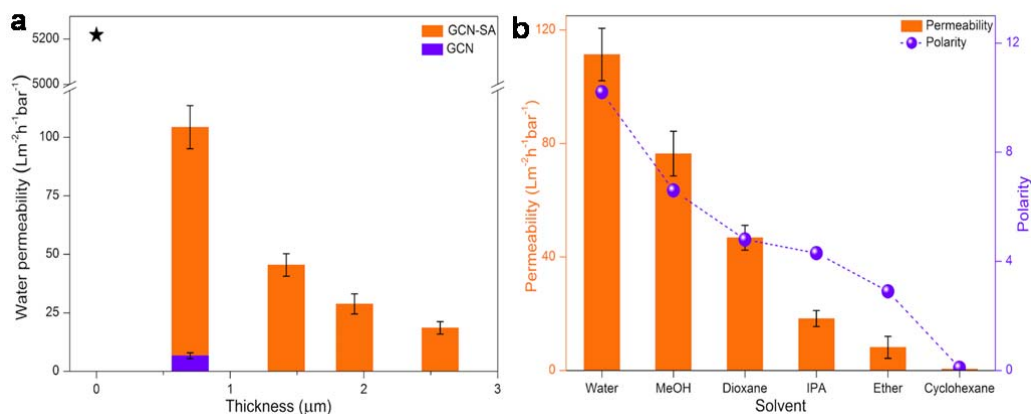 a
GCN-SA
GCN
5200
5000
100
75
50
25
0
Water permeability (Lm⁻²h⁻¹bar⁻¹)
0
1
2
3
Thickness (μm)
b
Permeability
Polarity
120
80
40
0
Permeability (Lm⁻²h⁻¹bar⁻¹)
12
8
4
0
Polarity
Water MeOH Dioxane IPA Ether Cyclohexane
Solvent